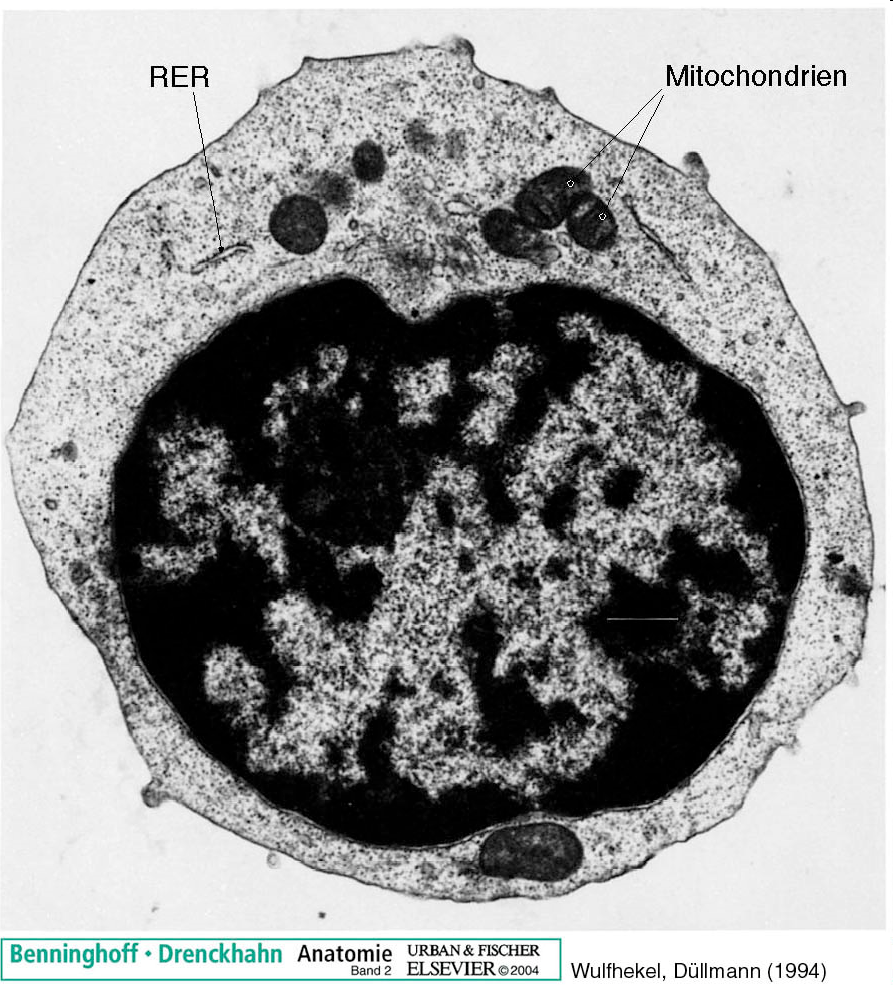 RER
Mitochondrien
Benninghoff • Drenckhahn Anatomie URBAN & FISCHER
Band 2 ELSEVIER © 2004
Wulfhekel, Düllmann (1994)